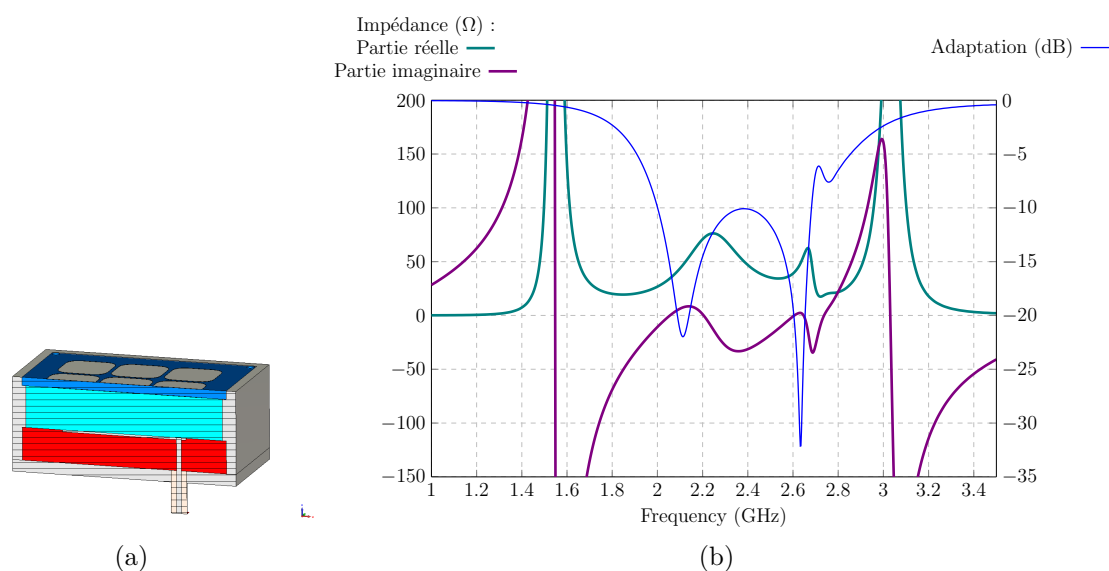 Impédance (Ω) :
Partie réelle
Adaptation (dB)
Partie imaginaire
200 0
150 −5
100 −10
50 −15
0 −20
−50 −25
−100 −30
−150 −35
1 1.2 1.4 1.6 1.8 2 2.2 2.4 2.6 2.8 3 3.2 3.4
Frequency (GHz)
(a) (b)